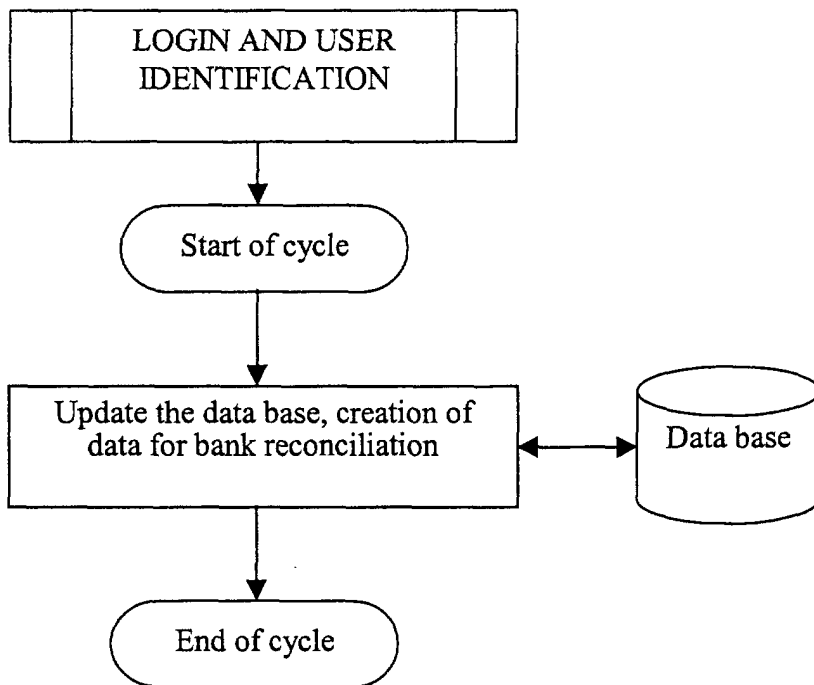 LOGIN AND USER
IDENTIFICATION
Start of cycle
Update the data base, creation of
data for bank reconciliation
Data base
End of cycle